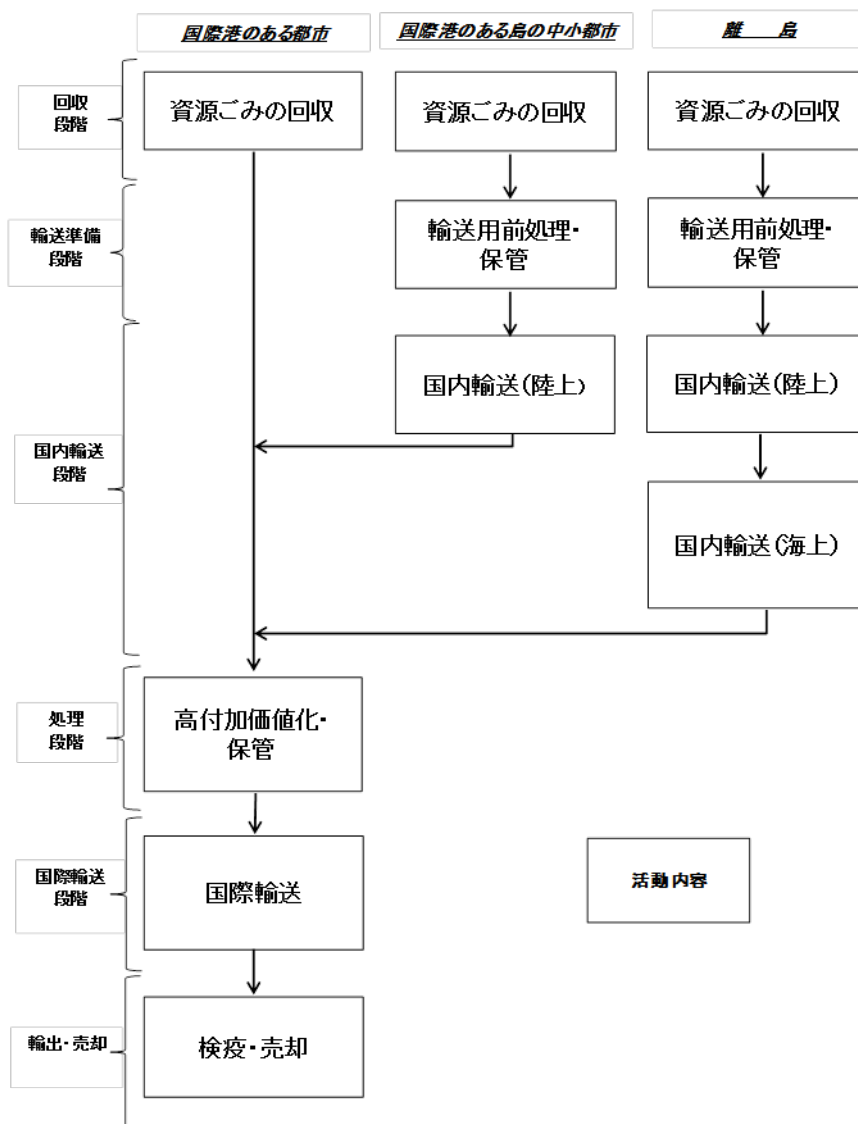 国際港のある都市
国際港のある島の中小都市
離　島
回収
段階
資源ごみの回収
資源ごみの回収
資源ごみの回収
輸送準備
段階
輸送用前処理・
保管
輸送用前処理・
保管
国内輸送
段階
国内輸送(陸上)
国内輸送(陸上)
国内輸送(海上)
処理
段階
高付加価値化・
保管
国際輸送
段階
国際輸送
活動内容
輸出・売却
検疫・売却